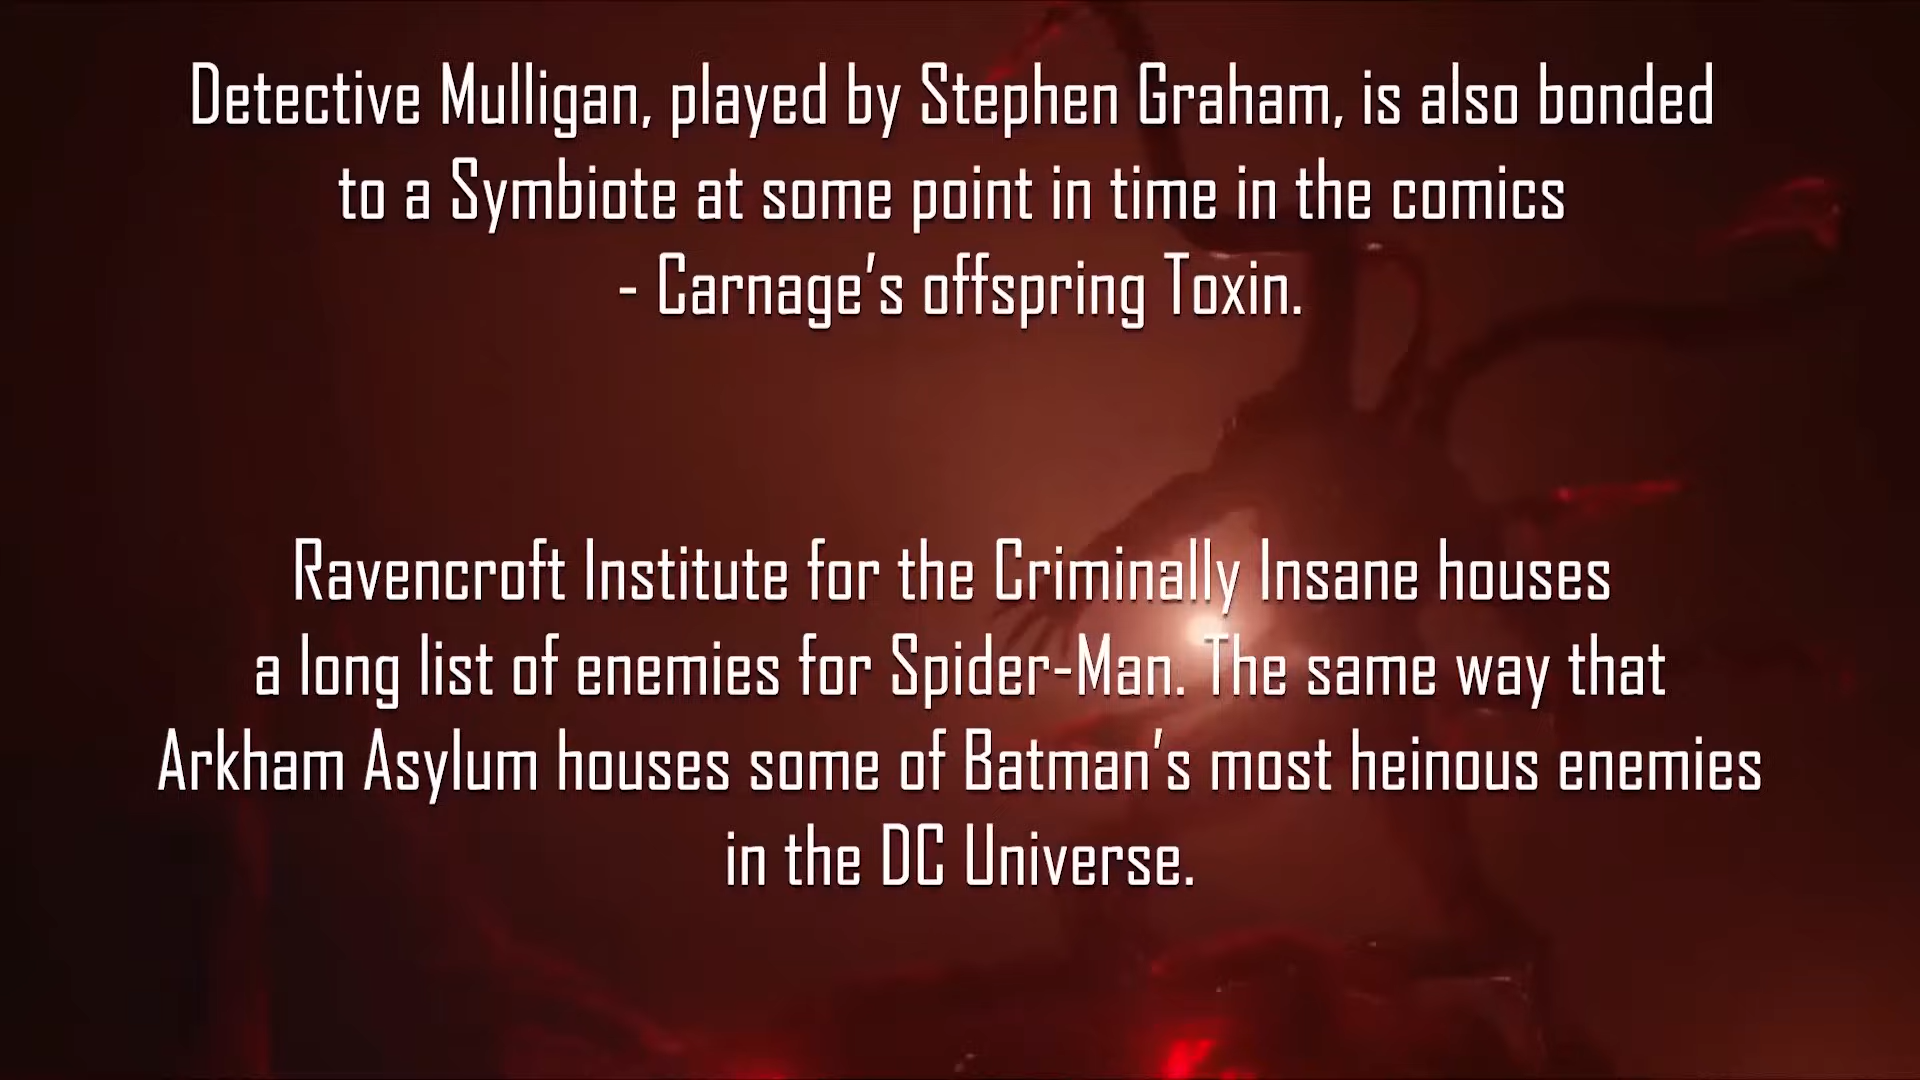 Detective Mulligan, played by Stephen Graham, is also bonded
to a Symbiote at some point in time in the comics
- Carnage's offspring Toxin.
Ravencroft Institute for the Criminally Insane houses
a long list of enemies for Spider-Man. The same way that
Arkham Asylum houses some of Batman's most heinous enemies
in the DC Universe.